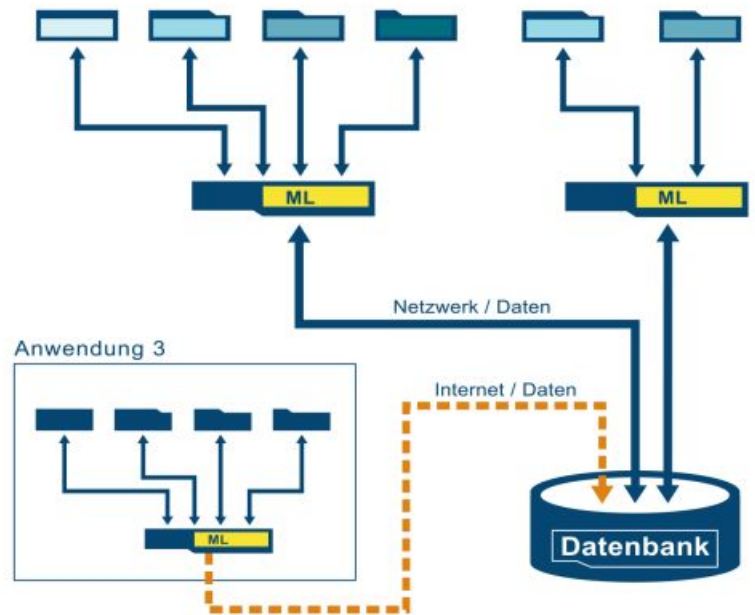 ML
ML
Netzwerk / Daten
Anwendung 3
Internet / Daten
ML
Datenbank